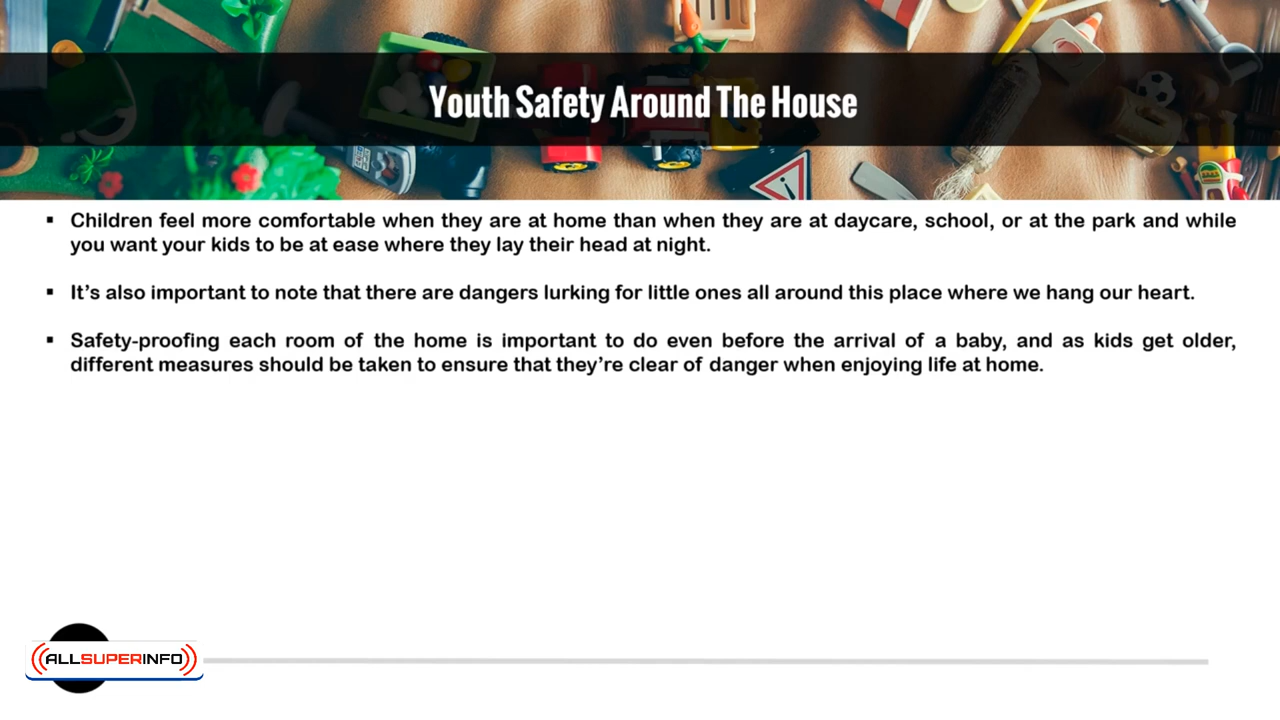 Youth Safety Around The House
▪ Children feel more comfortable when they are at home than when they are at daycare, school, or at the park and while
you want your kids to be at ease where they lay their head at night.
▪ It's also important to note that there are dangers lurking for little ones all around this place where we hang our heart.
▪ Safety-proofing each room of the home is important to do even before the arrival of a baby, and as kids get older,
different measures should be taken to ensure that they're clear of danger when enjoying life at home.
ALLSUPERINFO